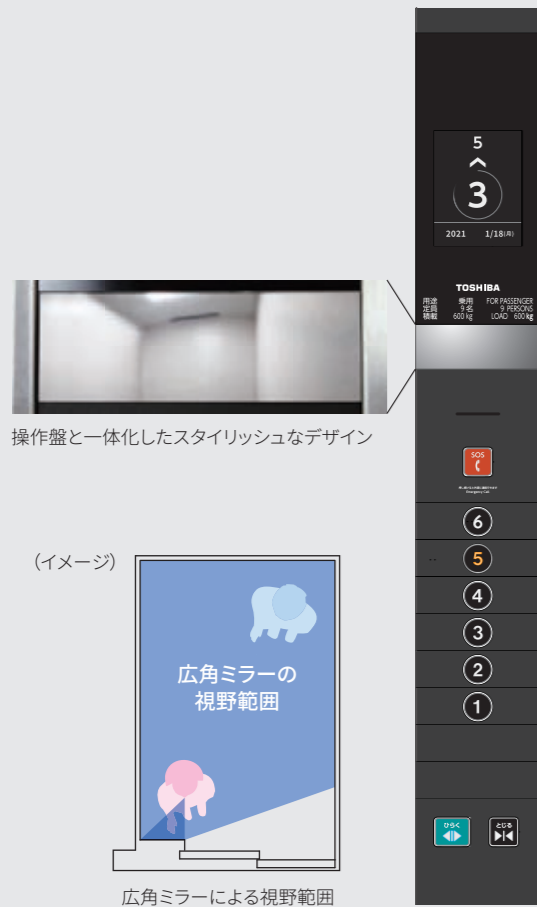 5
3
2021 1/18(月)
TOSHIBA
用途 乗用 FOR PASSENGER
定員 9名 9 PERSONS
積載 600kg LOAD 600kg
操作盤と一体化したスタイリッシュなデザイン
SOS
Emergency Call
6
5
4
3
2
1
(イメージ)
広角ミラーの
視野範囲
ひらく とじる
広角ミラーによる視野範囲